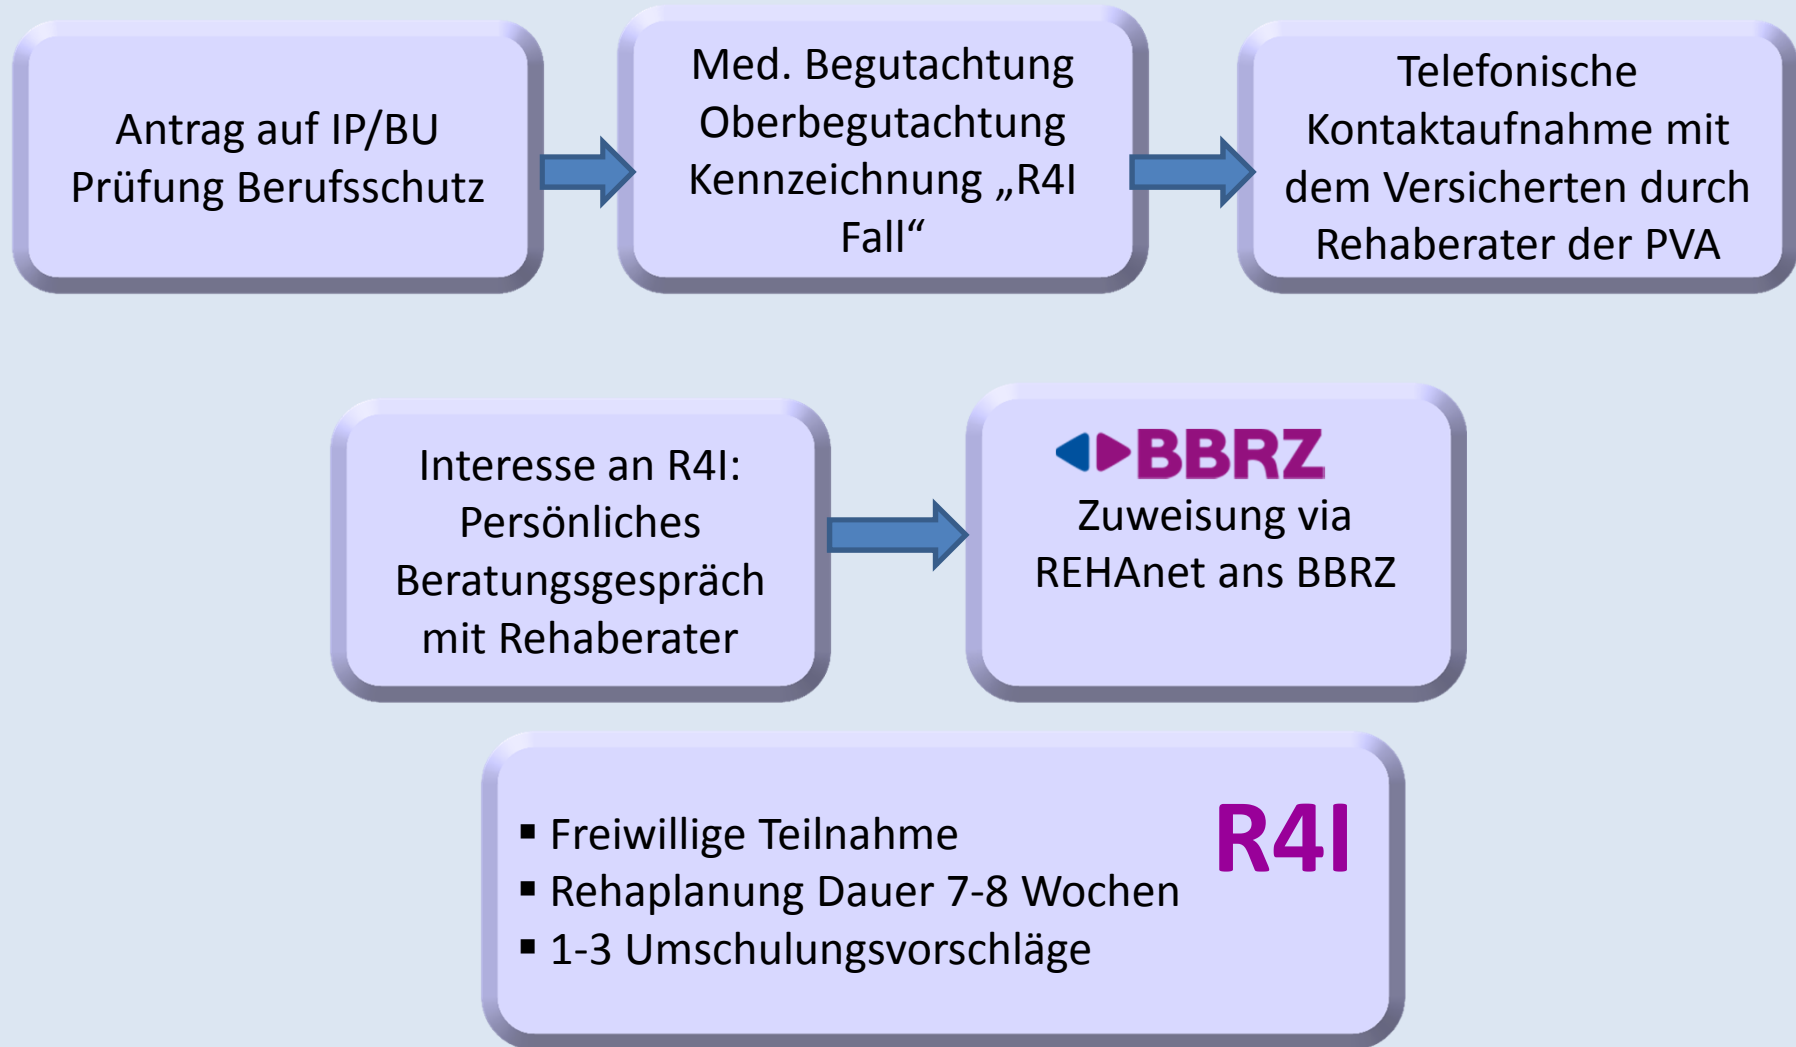 Antrag auf IP/BU
Prüfung Berufsschutz
Med. Begutachtung
Oberbegutachtung
Kennzeichnung „R4I
Fall“
Telefonische
Kontaktaufnahme mit
dem Versicherten durch
Rehaberater der PVA
Interesse an R4I:
Persönliches
Beratungsgespräch
mit Rehaberater
BBRZ
Zuweisung via
REHAnet ans BBRZ
R4I
▪ Freiwillige Teilnahme
▪ Rehaplanung Dauer 7-8 Wochen
▪ 1-3 Umschulungsvorschläge